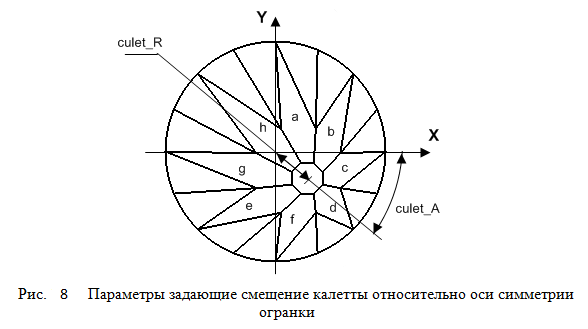 Y
culet_R
a
b
h
X
c
g
e
d
f
culet_A
Рис. 8 Параметры задающие смещение калетты относительно оси симметрии
огранки